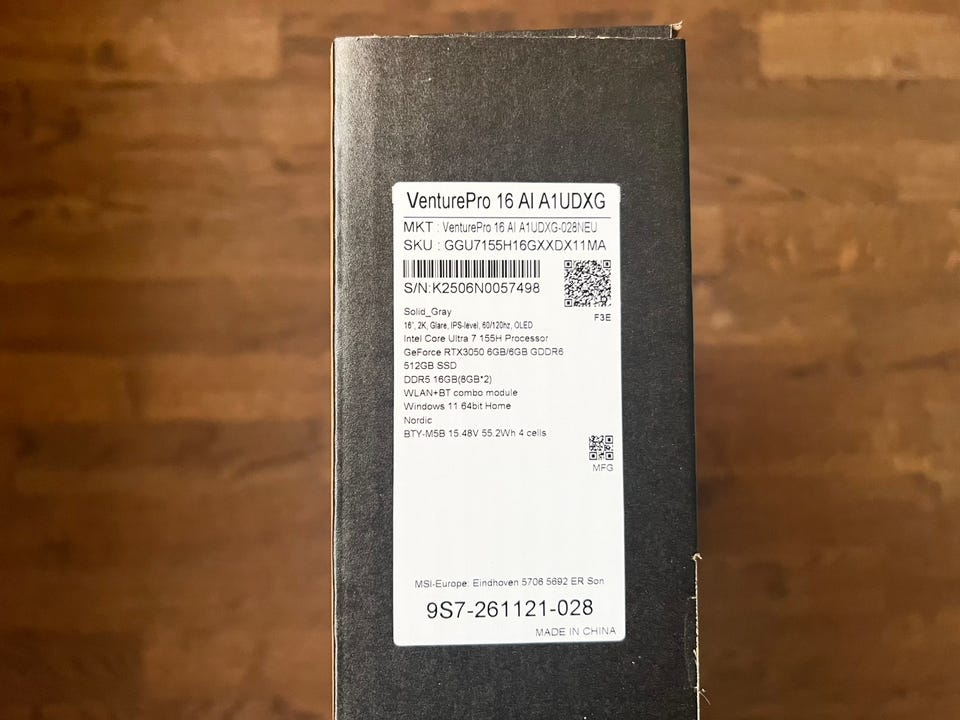 VenturePro 16 AI A1UDXG
MKT : VenturePro 16 AI A1UDXG-028NEU
SKU : GGU7155H16GXXDX11MA
S/N:K2506N0057498
F3E
Solid_Gray
16", 2K, Glare, IPS-level, 60/120hz, OLED
Intel Core Ultra 7 155H Processor
GeForce RTX3050 6GB/6GB GDDR6
512GB SSD
DDR5 16GB(8GB*2)
WLAN+BT combo module
Windows 11 64bit Home
Nordic
BTY-M5B 15.48V 55.2Wh 4 cells
MFG
MSI-Europe: Eindhoven 5706 5692 ER Son
9S7-261121-028
MADE IN CHINA